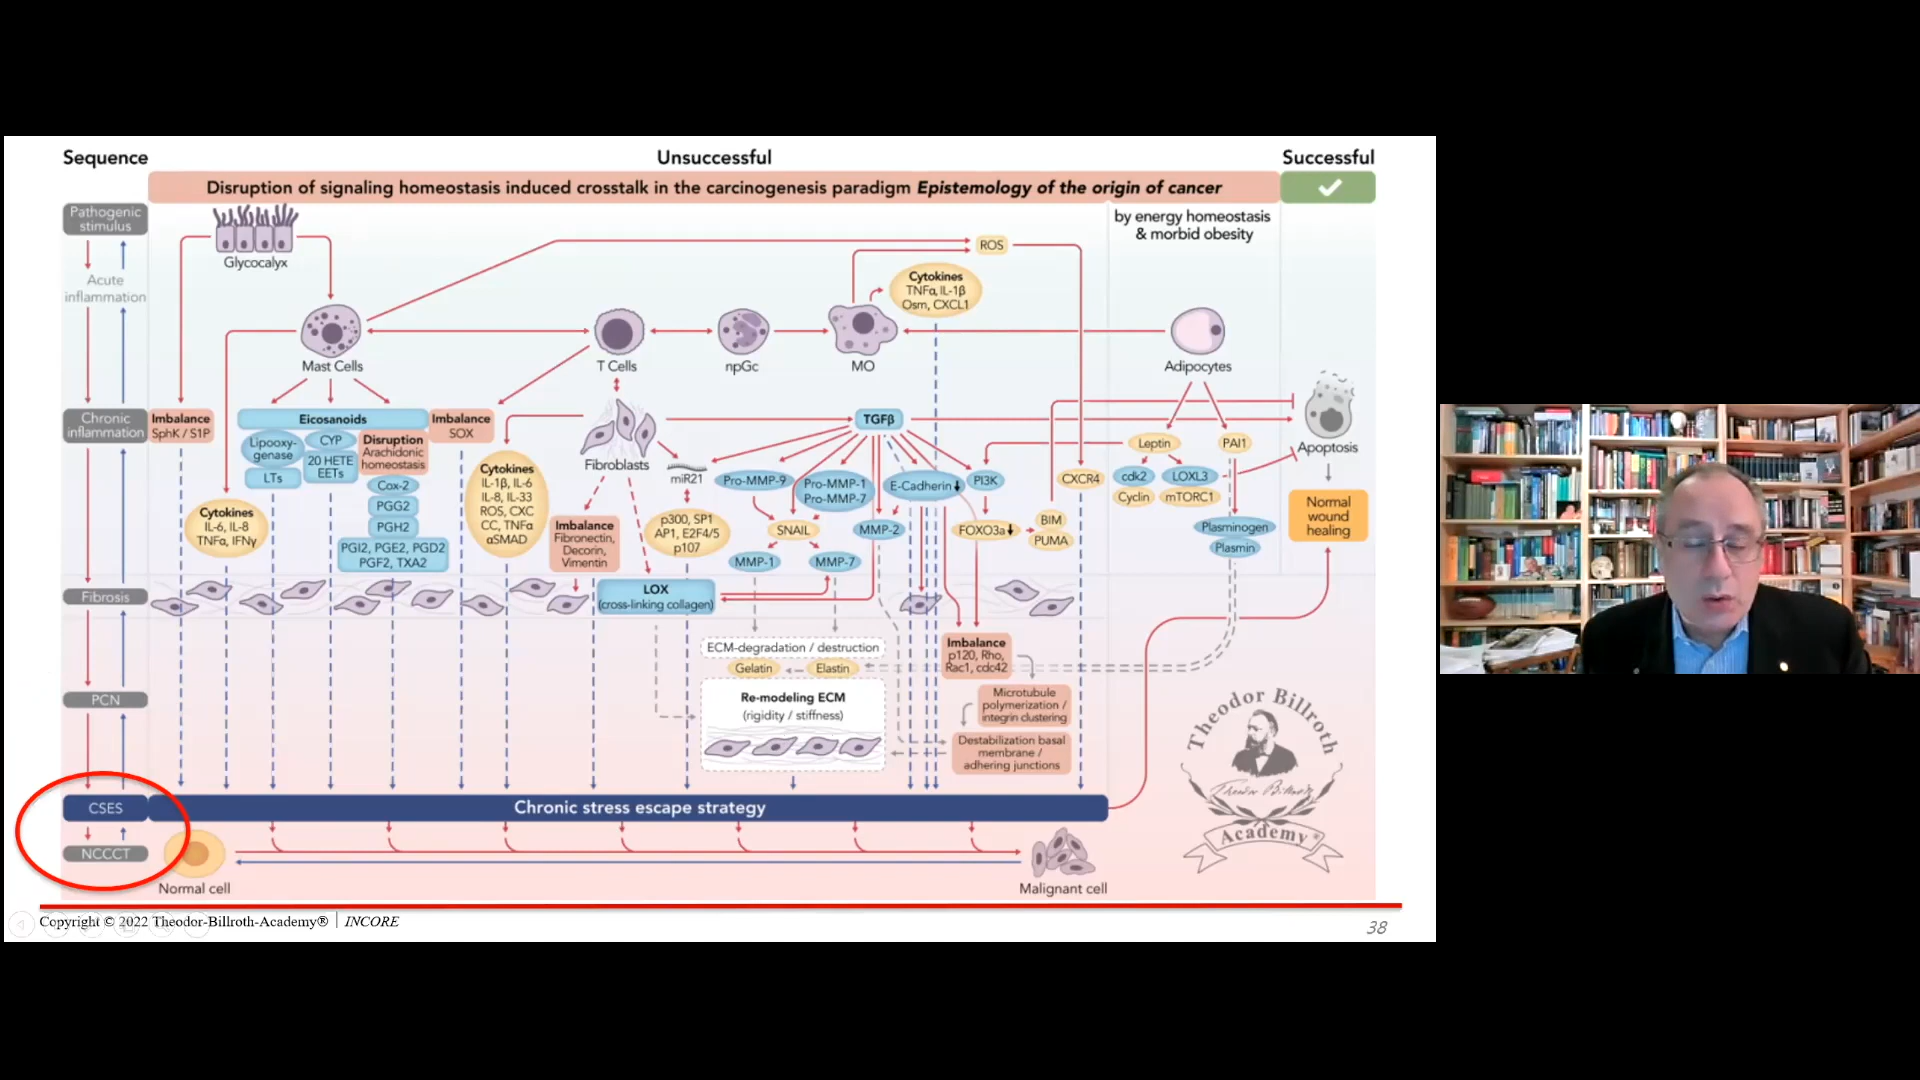 Sequence
Unsuccessful
Successful
Disruption of signaling homeostasis induced crosstalk in the carcinogenesis paradigm Epistemology of the origin of cancer
Pathogenic
stimulus
Acute
inflammation
Chronic
inflammation
Fibrosis
PCN
CSES
NCCCT
by energy homeostasis
& morbid obesity
Glycocalyx
ROS
Cytokines
TNFα, IL-1β
Osm, CXCL1
Mast Cells
T Cells
npGc
MO
Adipocytes
Imbalance
SphK / S1P
Eicosanoids
Lipooxy-
genase
LTs
CYP
20 HETE
EETs
Disruption
Arachidonic
homeostasis
Cox-2
PGG2
PGH2
PGI2, PGE2, PGD2
PGF2, TXA2
Imbalance
SOX
Cytokines
IL-6, IL-8
TNFα, IFNγ
Cytokines
IL-1β, IL-6
IL-8, IL-33
ROS, CXC
CC, TNFα
αSMAD
Fibroblasts
Imbalance
Fibronectin,
Decorin,
Vimentin
TGFβ
miR21
p300, SP1
AP1, E2F4/5
p107
LOX
(cross-linking collagen)
Pro-MMP-9
Pro-MMP-1
Pro-MMP-7
E-Cadherin
PI3K
SNAIL
MMP-2
MMP-1
MMP-7
FOXO3a
BIM
PUMA
CXCR4
Leptin
PAI1
cdk2
Cyclin
LOXL3
mTORC1
Plasminogen
Plasmin
Apoptosis
Normal
wound
healing
ECM-degradation / destruction
Gelatin
Elastin
Re-modeling ECM
(rigidity / stiffness)
Imbalance
p120, Rho,
Rac1, cdc42
Microtubule
polymerization /
integrin clustering
Destabilization basal
membrane /
adhering junctions
Chronic stress escape strategy
Normal cell
Malignant cell
Theodor Billroth
Academy®
Copyright © 2022 Theodor-Billroth-Academy® | INCORE
38